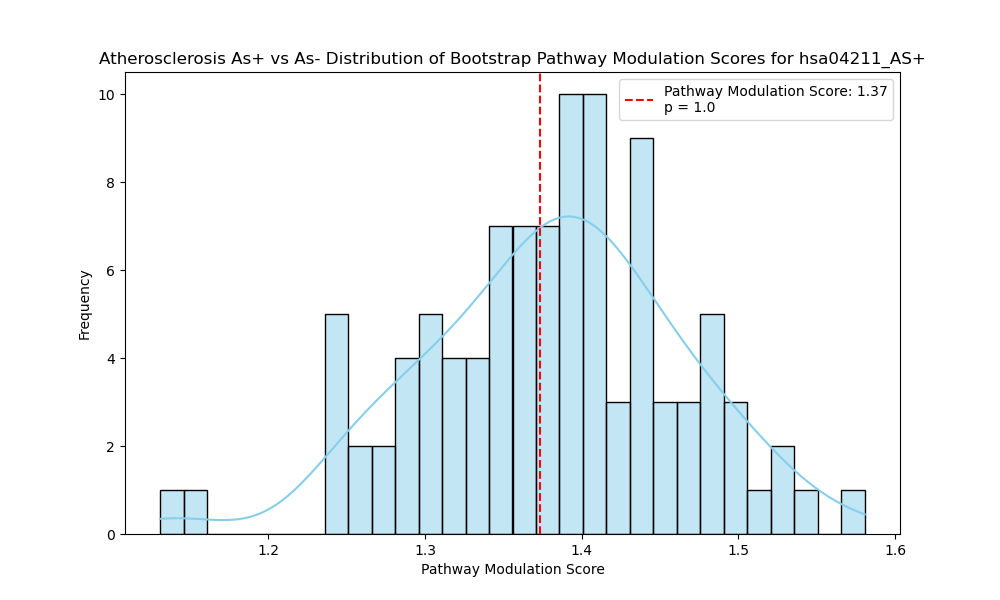 Atherosclerosis As+ vs As- Distribution of Bootstrap Pathway Modulation Scores for hsa04211_AS+
Pathway Modulation Score: 1.37
p = 1.0
10
8
6
4
2
0
Frequency
1.2
1.3
1.4
1.5
1.6
Pathway Modulation Score